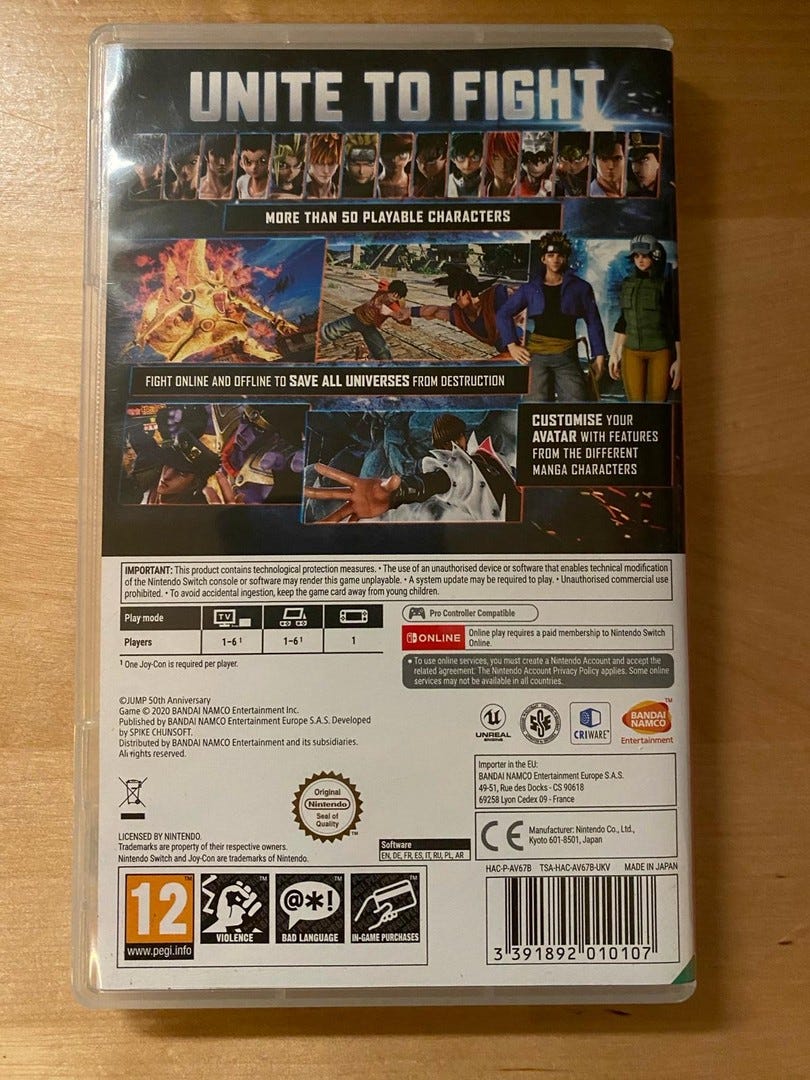 UNITE TO FIGHT
MORE THAN 50 PLAYABLE CHARACTERS
FIGHT ONLINE AND OFFLINE TO SAVE ALL UNIVERSES FROM DESTRUCTION
CUSTOMISE YOUR
AVATAR WITH FEATURES
FROM THE DIFFERENT
MANGA CHARACTERS
IMPORTANT: This product contains technological protection measures. • The use of an unauthorised device or software that enables technical modification
of the Nintendo Switch console or software may render this game unplayable. • A system update may be required to play. • Unauthorised commercial use
prohibited. • To avoid accidental ingestion, keep the game card away from young children.
Play mode TV
Players 1-6¹ 1-6¹ 1
¹ One Joy-Con is required per player.
Pro Controller Compatible
ONLINE
Online play requires a paid membership to Nintendo Switch
Online.
• To use online services, you must create a Nintendo Account and accept the
related agreement. The Nintendo Account Privacy Policy applies. Some online
services may not be available in all countries.
©JUMP 50th Anniversary
Game © 2020 BANDAI NAMCO Entertainment Inc.
Published by BANDAI NAMCO Entertainment Europe S.A.S. Developed
by SPIKE CHUNSOFT.
Distributed by BANDAI NAMCO Entertainment and its subsidiaries.
All rights reserved.
UNREAL
ENGINE
CRIWARE™
BANDAI
NAMCO
Entertainment
TM
Importer in the EU:
BANDAI NAMCO Entertainment Europe S.A.S.
49-51, Rue des Docks - CS 90618
69258 Lyon Cedex 09 - France
CE
Manufacturer: Nintendo Co., Ltd.,
Kyoto 601-8501, Japan
Original
Nintendo
Seal of
Quality
TM
LICENSED BY NINTENDO.
Trademarks are property of their respective owners.
Nintendo Switch and Joy-Con are trademarks of Nintendo.
Software
EN, DE, FR, ES, IT, RU, PL, AR
HAC-P-AV67B TSA-HAC-AV67B-UKV MADE IN JAPAN
12
www.pegi.info
TM
VIOLENCE
TM
@*!
BAD LANGUAGE
TM
IN-GAME PURCHASES
TM
3 391892 010107